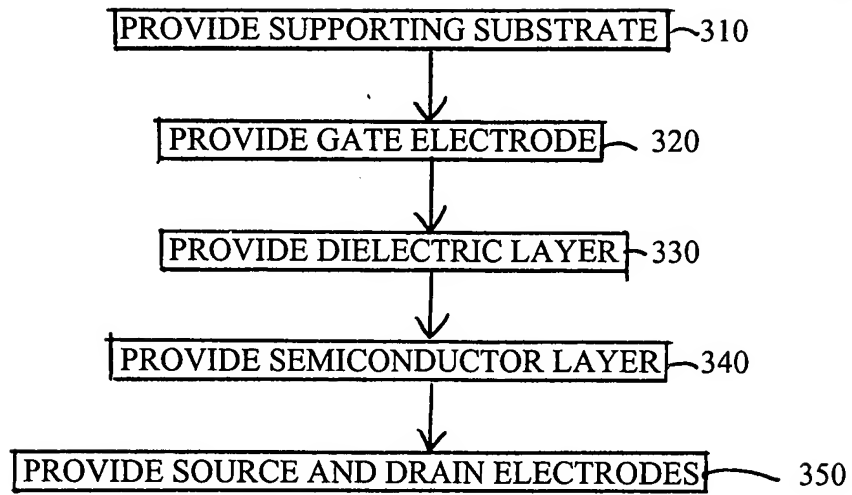 PROVIDE SUPPORTING SUBSTRATE 310
PROVIDE GATE ELECTRODE 320
PROVIDE DIELECTRIC LAYER 330
PROVIDE SEMICONDUCTOR LAYER 340
PROVIDE SOURCE AND DRAIN ELECTRODES 350